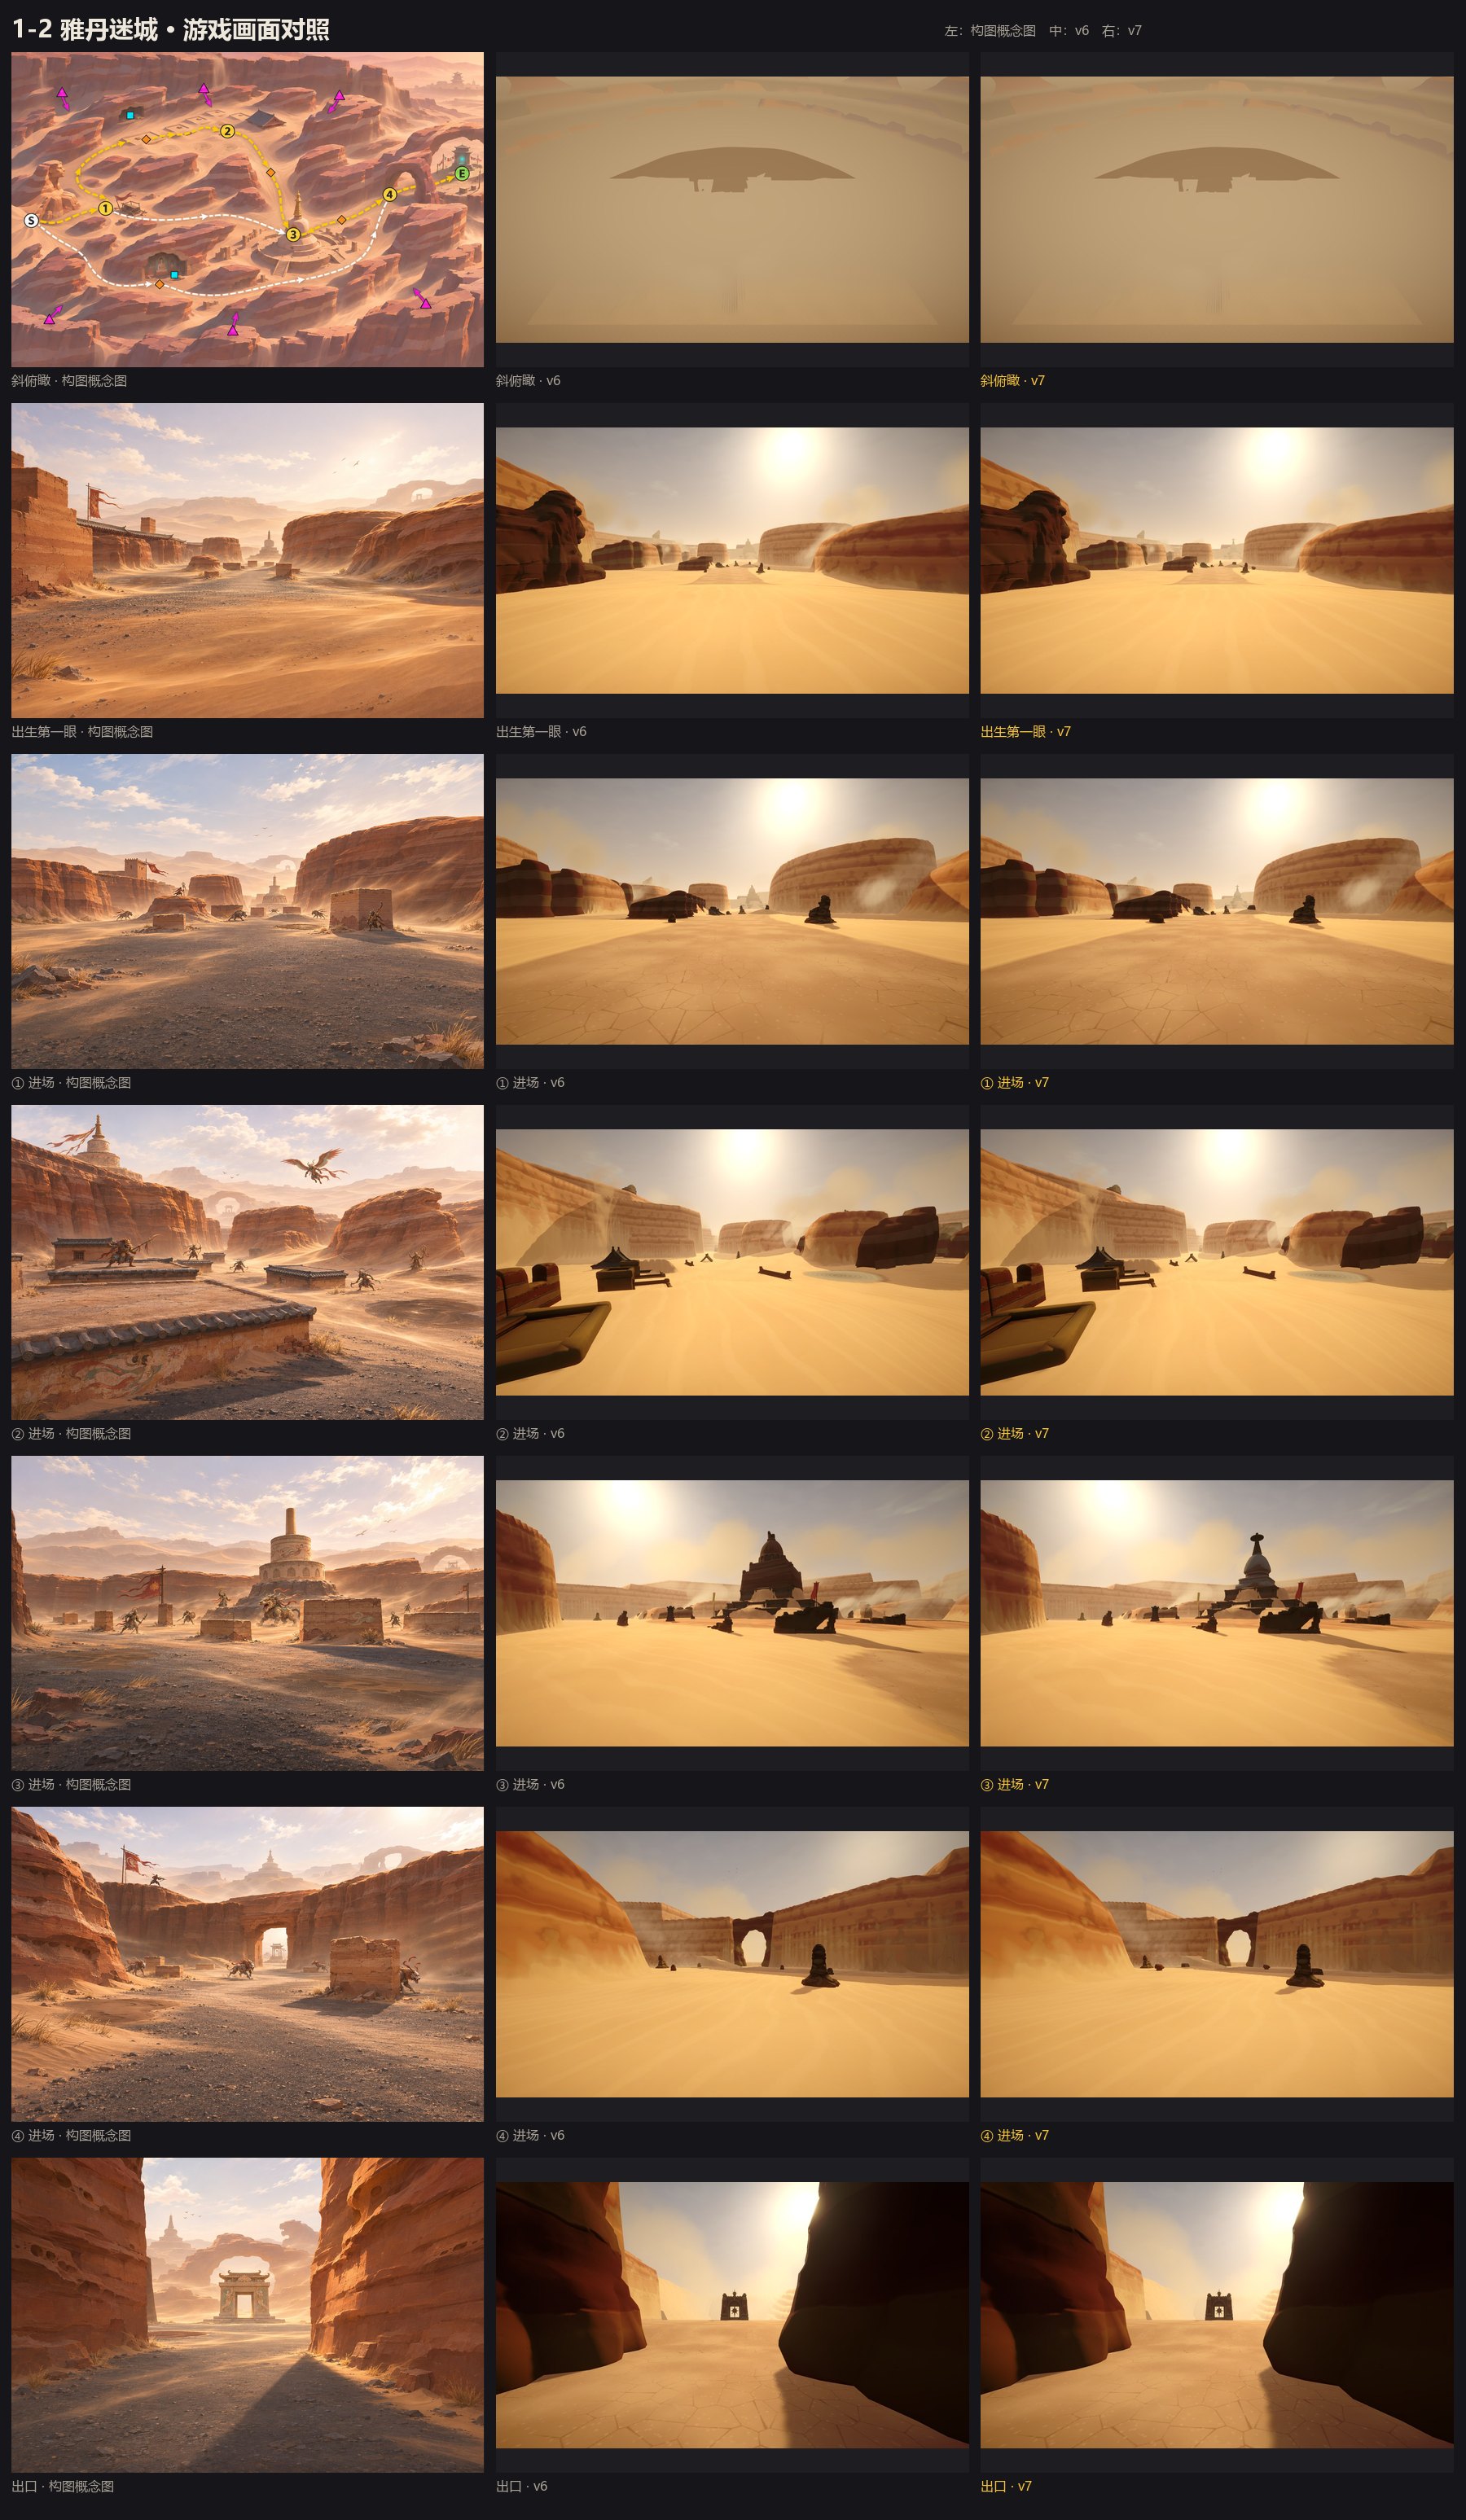 1-2 雅丹迷城 • 游戏画面对照
左：构图概念图 中：v6 右：v7
S
1
2
3
4
E
斜俯瞰 · 构图概念图
斜俯瞰 · v6
斜俯瞰 · v7
出生第一眼 · 构图概念图
出生第一眼 · v6
出生第一眼 · v7
① 进场 · 构图概念图
① 进场 · v6
① 进场 · v7
② 进场 · 构图概念图
② 进场 · v6
② 进场 · v7
③ 进场 · 构图概念图
③ 进场 · v6
③ 进场 · v7
④ 进场 · 构图概念图
④ 进场 · v6
④ 进场 · v7
出口 · 构图概念图
出口 · v6
出口 · v7